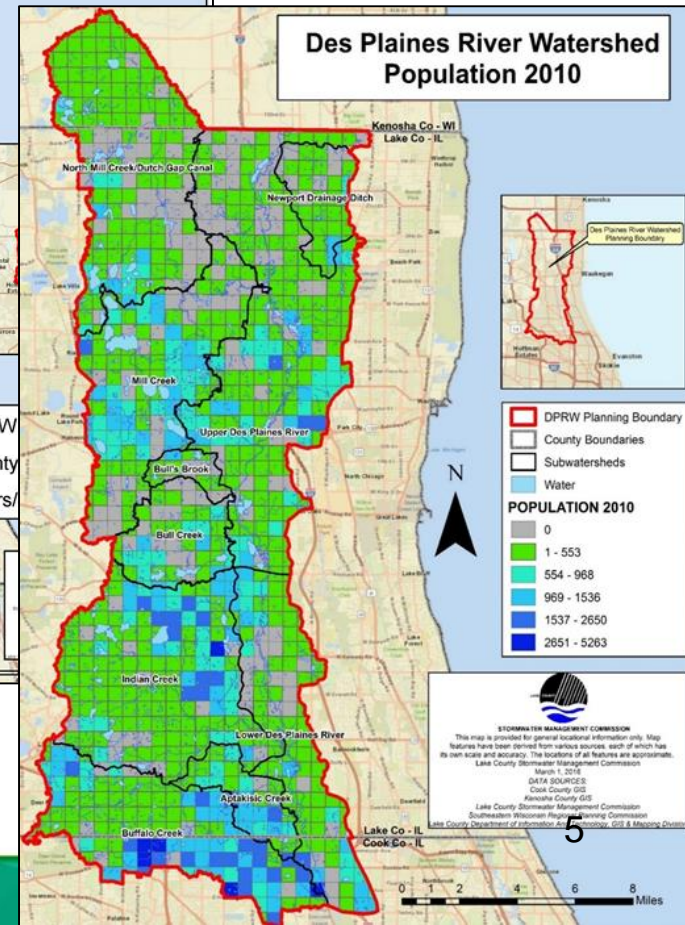 Des Plaines River Watershed
Population 2010
Kenosha Co - WI
Lake Co - IL
North Mill Creek/Dutch Gap Canal
Newport Drainage Ditch
Mill Creek
Upper Des Plaines River
Bull's Brook
Bull Creek
Indian Creek
Lower Des Plaines River
Aptakisic Creek
Buffalo Creek
Lake Co - IL
Cook Co - IL
Kenosha
Des Plaines River Watershed
Planning Boundary
Waukegan
Hoffman
Estates
Evanston
Skokie
DPRW Planning Boundary
County Boundaries
Subwatersheds
Water
POPULATION 2010
0
1 - 553
554 - 968
969 - 1536
1537 - 2650
2651 - 5263
N
STORMWATER MANAGEMENT COMMISSION
This map is provided for general locational information only. Map
features have been derived from various sources, each of which has
its own scale and accuracy. The locations of all features are approximate.
Lake County Stormwater Management Commission
March 1, 2016
DATA SOURCES:
Cook County GIS
Kenosha County GIS
Lake County Stormwater Management Commission
Southeastern Wisconsin Regional Planning Commission
Lake County Department of Information And Technology, GIS & Mapping Division
5
0 1 2 4 6 8
Miles